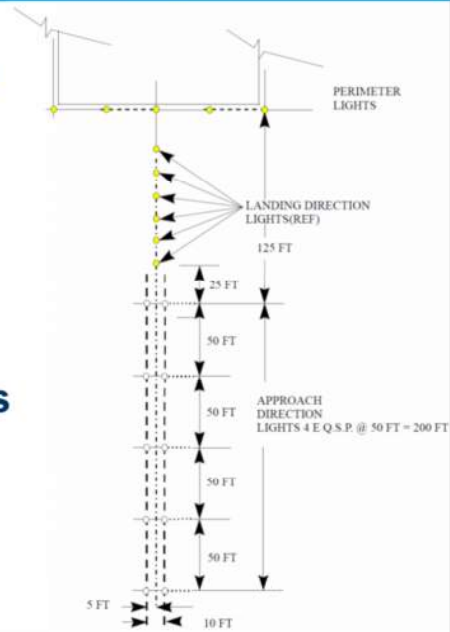 PERIMETER
LIGHTS
LANDING DIRECTION
LIGHTS(REF)
125 FT
25 FT
50 FT
50 FT
APPROACH
DIRECTION
LIGHTS 4 E Q.S.P. @ 50 FT = 200 FT
s
50 FT
50 FT
5 FT
10 FT